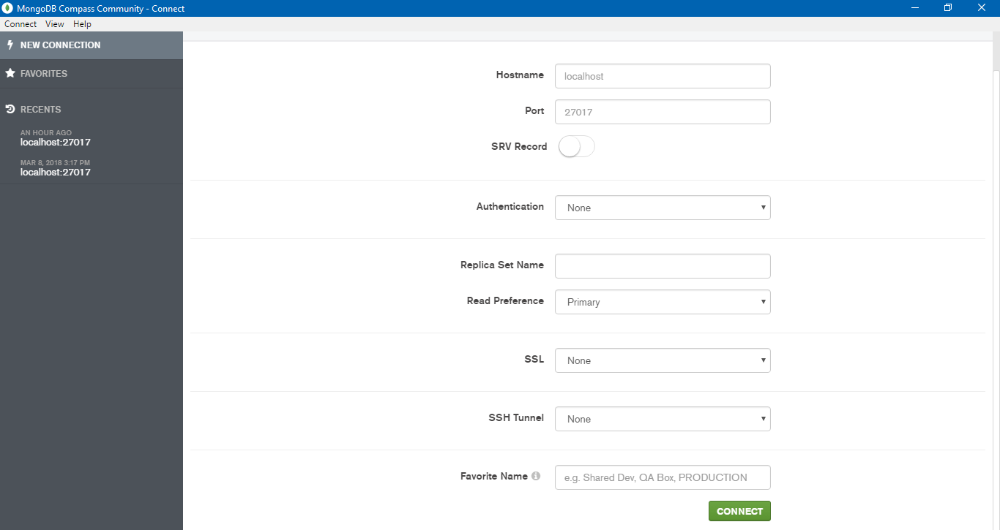 MongoDB Compass Community - Connect
Connect View Help
NEW CONNECTION
FAVORITES
RECENTS
AN HOUR AGO
localhost:27017
MAR 8, 2018 3:17 PM
localhost:27017
Hostname localhost
Port 27017
SRV Record
Authentication None
Replica Set Name
Read Preference Primary
SSL None
SSH Tunnel None
Favorite Name e.g. Shared Dev, QA Box, PRODUCTION
CONNECT